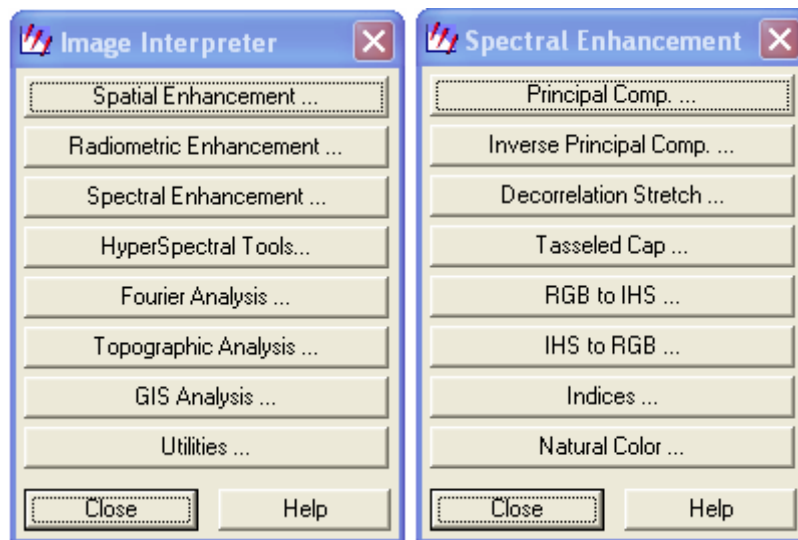 Image Interpreter
Spatial Enhancement ...
Radiometric Enhancement ...
Spectral Enhancement ...
HyperSpectral Tools...
Fourier Analysis ...
Topographic Analysis ...
GIS Analysis ...
Utilities ...
Close Help
Spectral Enhancement
Principal Comp. ...
Inverse Principal Comp. ...
Decorrelation Stretch ...
Tasseled Cap ...
RGB to IHS ...
IHS to RGB ...
Indices ...
Natural Color ...
Close Help